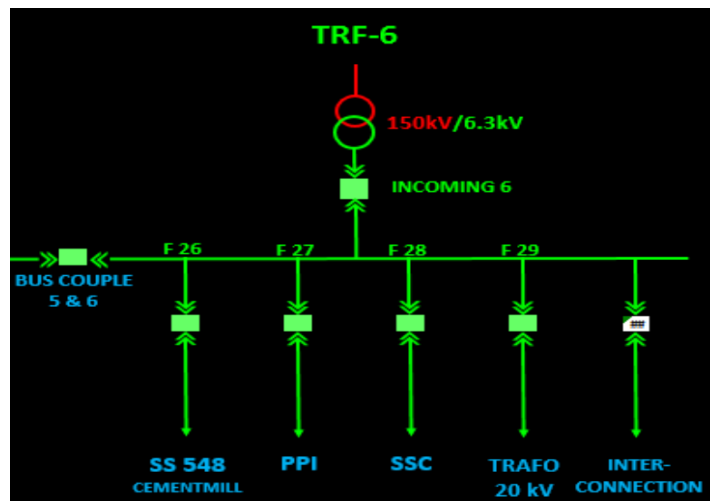 TRF-6
150kV/6.3kV
INCOMING 6
F 26 F 27 F 28 F 29
BUS COUPLE
5 & 6
##
SS 548
CEMENTMILL
PPI
SSC
TRAFO
20 kV
INTER-
CONNECTION